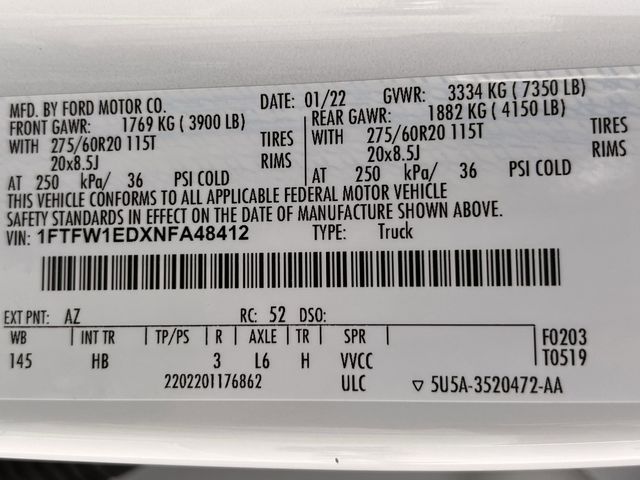 MFD. BY FORD MOTOR CO. DATE: 01/22 GVWR: 3334 KG ( 7350 LB)
FRONT GAWR: 1769 KG ( 3900 LB) REAR GAWR: 1882 KG ( 4150 LB)
WITH 275/60R20 115T TIRES WITH 275/60R20 115T TIRES
20x8.5J RIMS 20x8.5J RIMS
AT 250 kPa/ 36 PSI COLD AT 250 kPa/ 36 PSI COLD
THIS VEHICLE CONFORMS TO ALL APPLICABLE FEDERAL MOTOR VEHICLE
SAFETY STANDARDS IN EFFECT ON THE DATE OF MANUFACTURE SHOWN ABOVE.
VIN: 1FTFW1EDXNFA48412 TYPE: Truck
EXT PNT: AZ RC: 52 DSO:
WB INT TR TP/PS R AXLE TR SPR F0203
145 HB 3 L6 H VVCC T0519
2202201176862 ULC ▽ 5U5A-3520472-AA